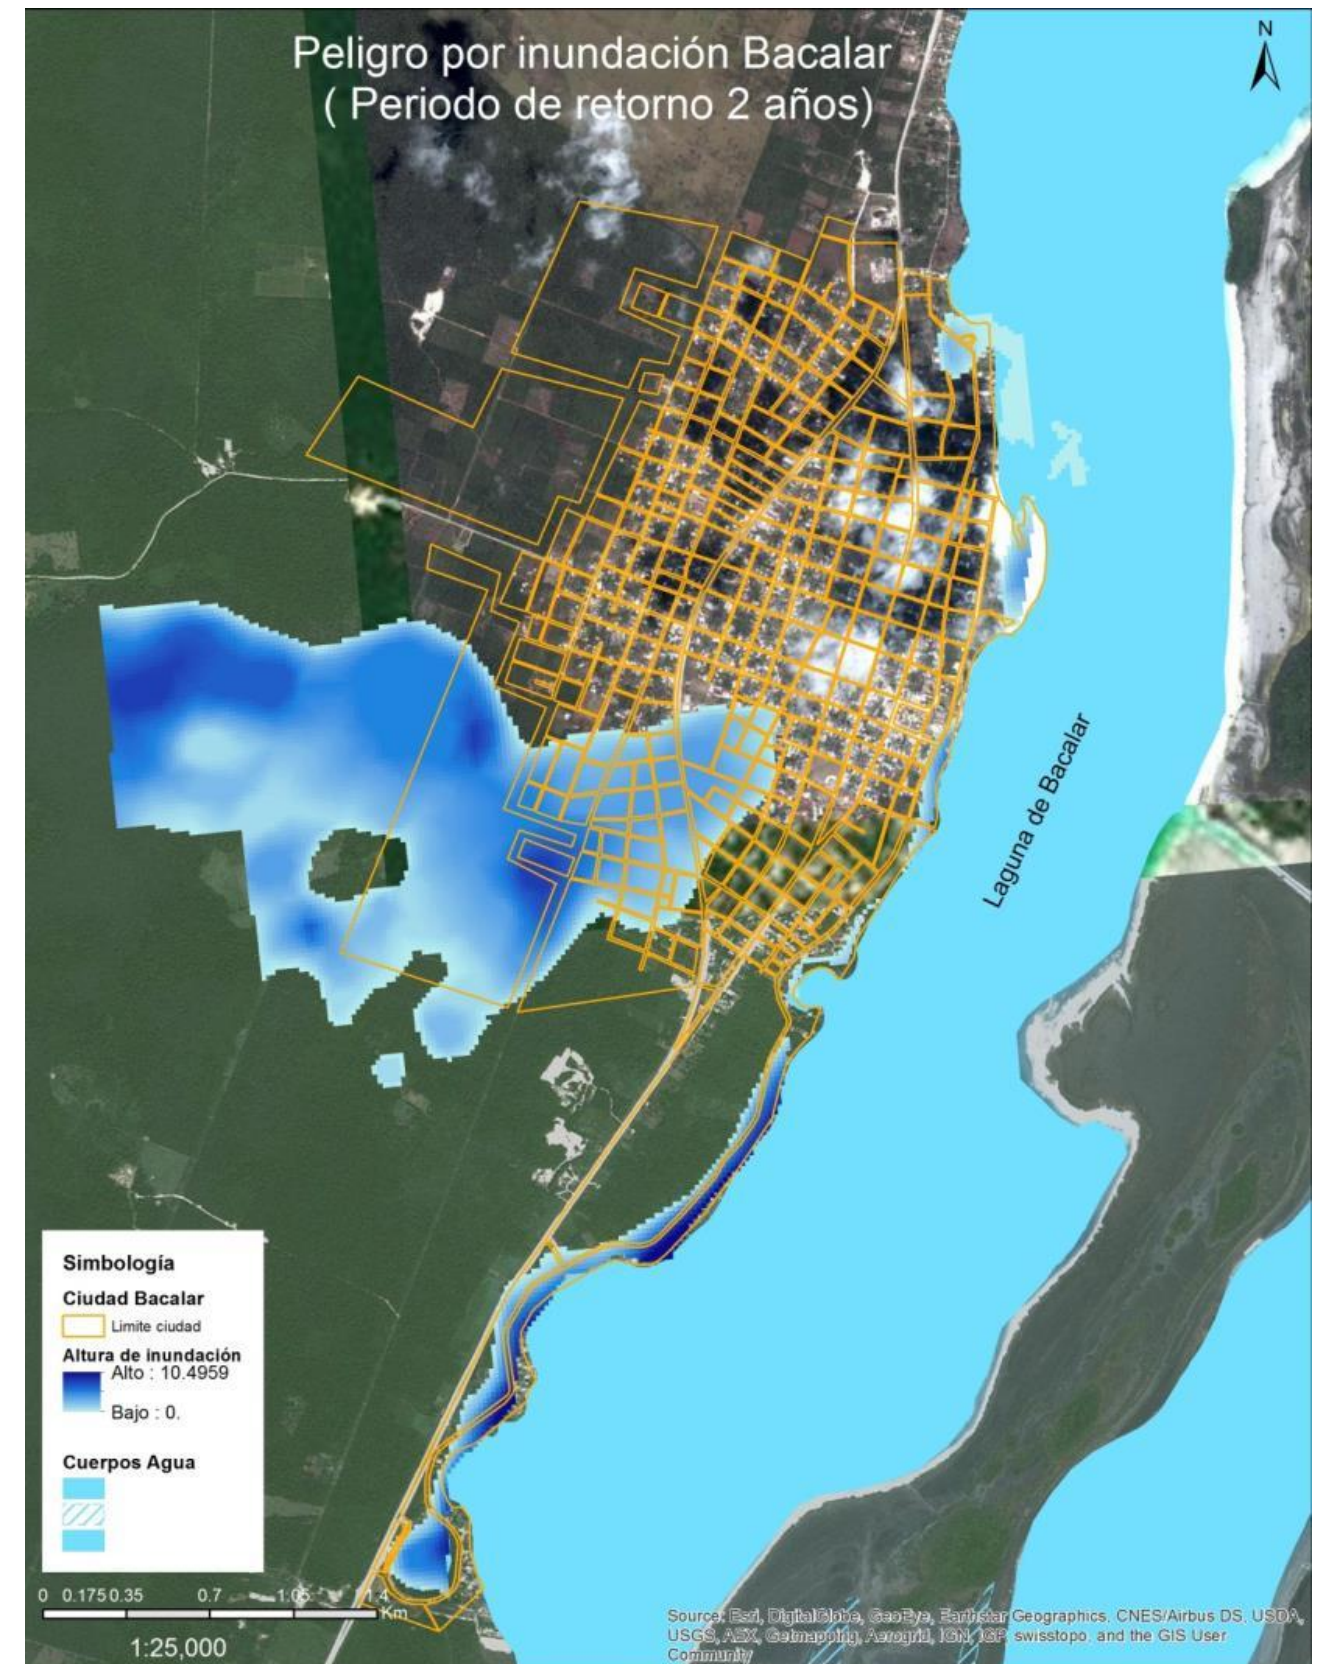 Peligro por inundación Bacalar
( Periodo de retorno 2 años)
N
Laguna de Bacalar
Simbología
Ciudad Bacalar
Limite ciudad
Altura de inundación
Alto : 10.4959
Bajo : 0.
Cuerpos Agua
0 0.175 0.35 0.7 1.05 1.4
Km
1:25,000
Source: Esri, DigitalGlobe, GeoEye, Earthstar Geographics, CNES/Airbus DS, USDA,
USGS, AEX, Getmapping, Aerogrid, IGN, IGP, swisstopo, and the GIS User
Community